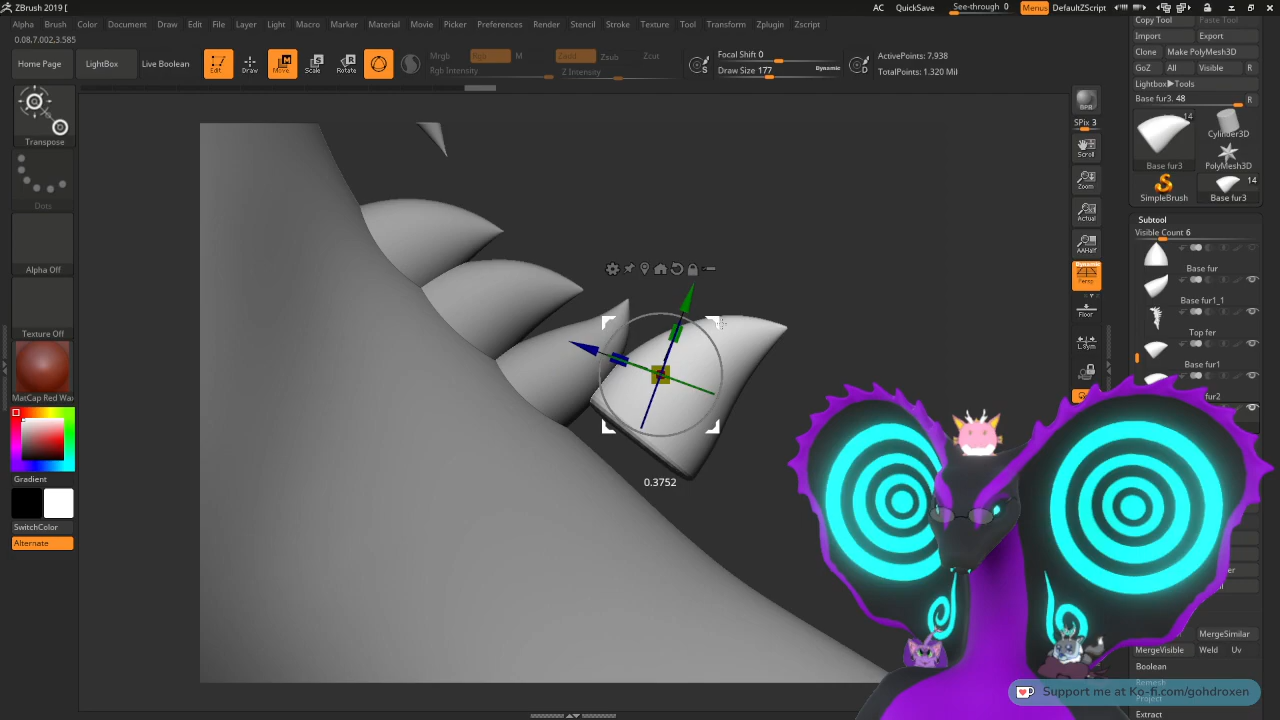 ZBrush 2019 [
AC QuickSave See-through 0 Menus DefaultZScript
Alpha Brush Color Document Draw Edit File Layer Light Macro Marker Material Movie Picker Preferences Render Stencil Stroke Texture Tool Transform Zplugin Zscript
0.08,7.002,3.585
Home Page LightBox Live Boolean Edit Draw Move Scale Rotate
Mrgb Rgb M Zadd Zsub Zcut
Rgb Intensity Z Intensity
Focal Shift 0
Draw Size 177 Dynamic
ActivePoints: 7,938
TotalPoints: 1.320 Mil
Transpose
Dots
Alpha Off
Texture Off
MatCap Red Wa
Gradient
SwitchColor
Alternate
0.3752
BPR
SPix 3
Scroll
Zoom
Actual
AAHalf
Dynamic
Persp
Floor
L.Sym
Copy Tool Paste Tool
Import Export
Clone Make PolyMesh3D
GoZ All Visible R
Lightbox▶Tools
Base fur3. 48 R
14
Cylinder3D
Base fur3 PolyMesh3D
14
SimpleBrush Base fur3
Subtool
Visible Count 6
Base fur
Base fur1_1
Top fer
Base fur1
fur2
MergeSimilar
MergeVisible Weld Uv
Boolean
Remesh
Project
Extract
Support me at Ko-fi.com/gohdroxen